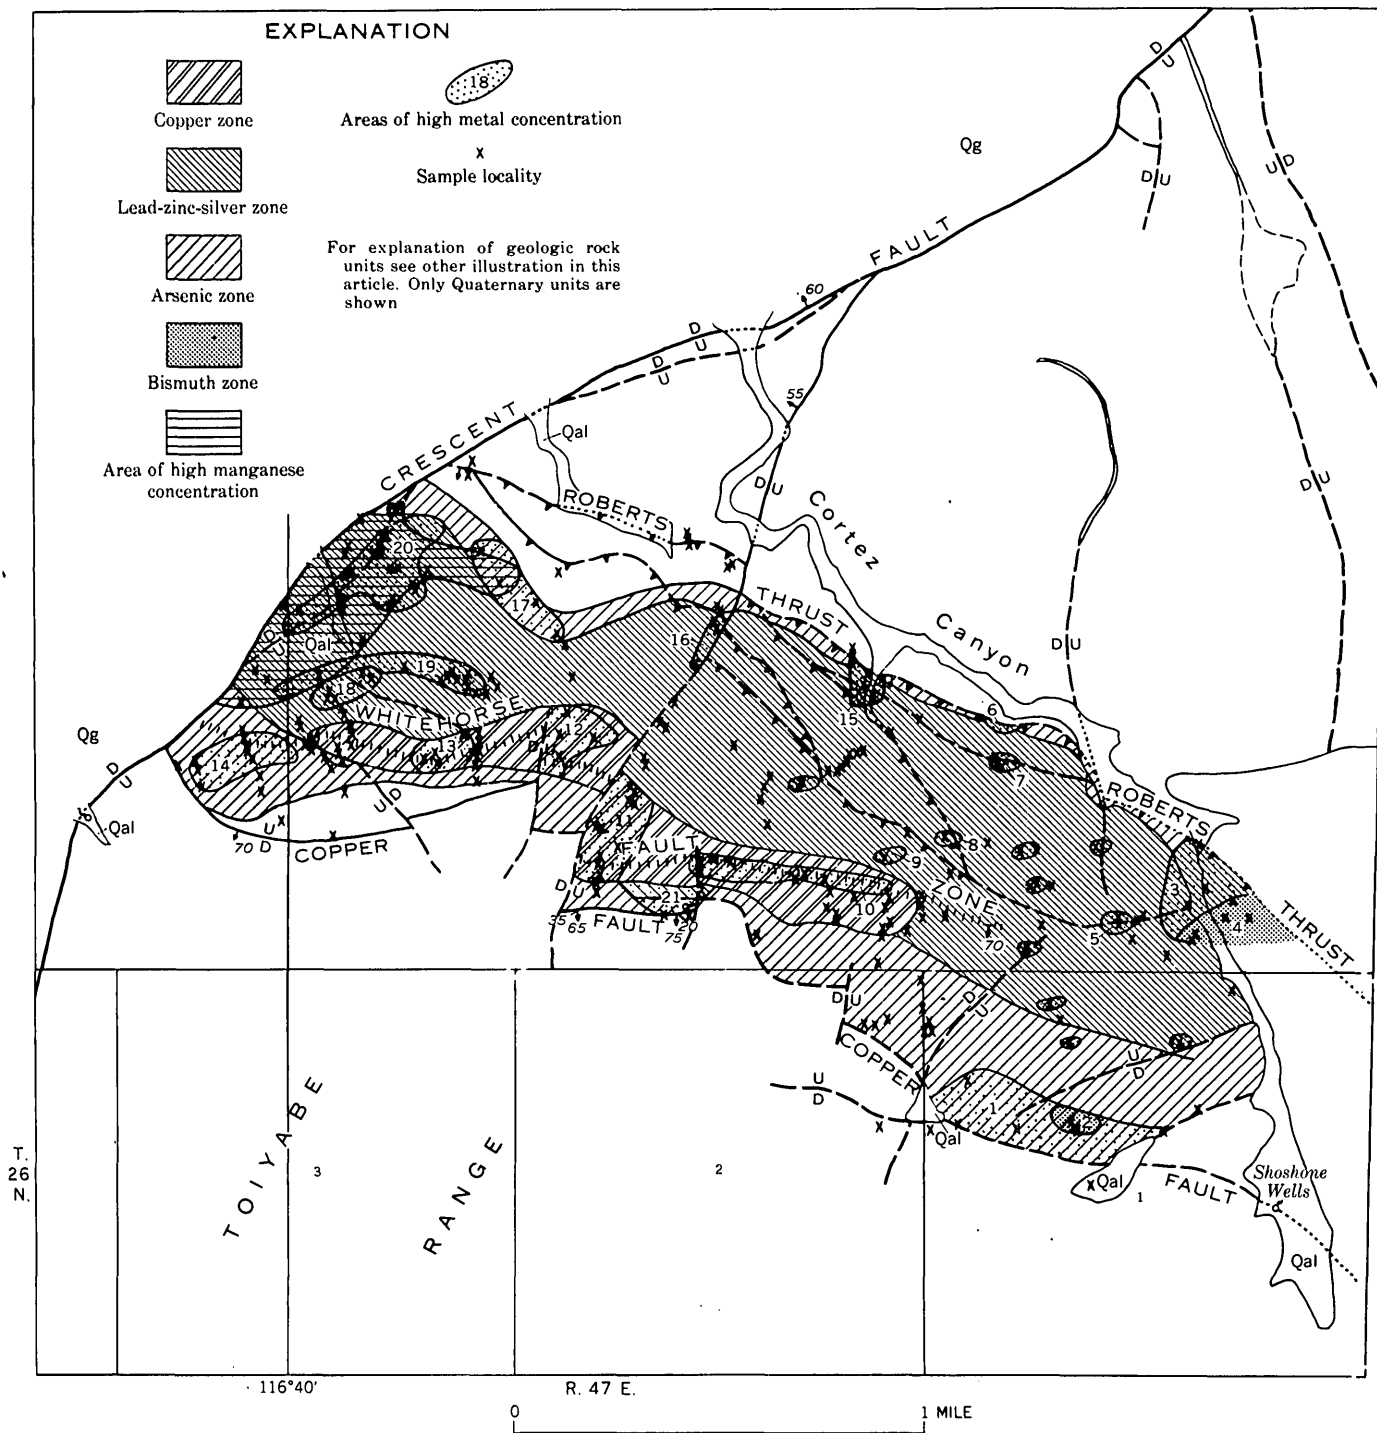 EXPLANATION
Copper zone
Lead-zinc-silver zone
Arsenic zone
Bismuth zone
Area of high manganese
concentration
18
Areas of high metal concentration
x
Sample locality
For explanation of geologic rock
units see other illustration in this
article. Only Quaternary units are
shown
D
U
Qg
U D
D U
FAULT
60
D
U
D
U
55
CRESCENT
Qal
D U
D U
ROBERTS
Cortez
20
17
THRUST
16
Canyon
D U
D
U
Qal
19
18
WHITEHORSE
15
6
Qg
12
13
D
14
7
D
U
U D
ROBERTS
Qal
U
70 D
COPPER
11
FAULT
8
9
ZONE
3
D U
21
10
4
35 65
FAULT
75
20
70
5
THRUST
D U
D U
COPPER
U
D
U
D
1
2
Qal
T.
26
N.
TOIYABE
3
RANGE
2
Qal
1
FAULT
Shoshone
Wells
Qal
116°40'
R. 47 E.
0
1 MILE